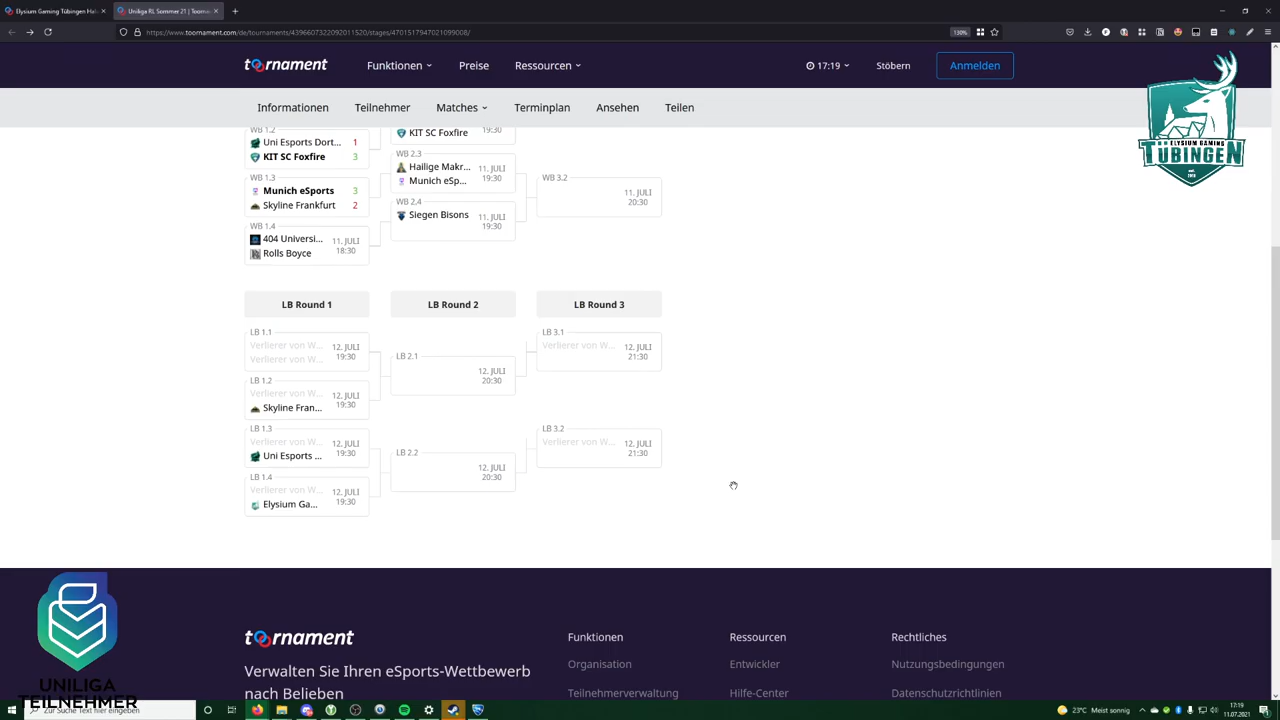 Elysium Gaming Tübingen Hal
Uniliga RL Sommer 21 | Toorna
https://www.toornament.com/de/tournaments/4396607322092011520/stages/4701517947021099008/
130%
toornament
Funktionen
Preise
Ressourcen
17:19
Stöbern
Anmelden
Informationen
Teilnehmer
Matches
Terminplan
Ansehen
Teilen
ELYSIUM GAMING
TÜBINGEN
WB 1.2
Uni Esports Dort... 1
KIT SC Foxfire 3
KIT SC Foxfire 19:30
WB 1.3
Munich eSports 3
Skyline Frankfurt 2
WB 2.3
Hailige Makr... 11. JULI
Munich eSp... 19:30
WB 3.2
11. JULI
20:30
WB 2.4
Siegen Bisons 11. JULI
19:30
WB 1.4
404 Universi... 11. JULI
Rolls Boyce 18:30
LB Round 1
LB Round 2
LB Round 3
LB 1.1
Verlierer von W... 12. JULI
Verlierer von W... 19:30
LB 1.2
Verlierer von W... 12. JULI
Skyline Fran... 19:30
LB 2.1
12. JULI
20:30
LB 3.1
Verlierer von W... 12. JULI
21:30
LB 1.3
Verlierer von W... 12. JULI
Uni Esports ... 19:30
LB 1.4
Verlierer von W... 12. JULI
Elysium Ga... 19:30
LB 2.2
12. JULI
20:30
LB 3.2
Verlierer von W... 12. JULI
21:30
toornament
Verwalten Sie Ihren eSports-Wettbewerb
nach Belieben
Funktionen
Organisation
Teilnehmerverwaltung
Ressourcen
Entwickler
Hilfe-Center
Rechtliches
Nutzungsbedingungen
Datenschutzrichtlinien
UNILIGA
TEILNEHMER
Zur Suche Text hier eingeben
23°C Meist sonnig
17:19
11.07.2021